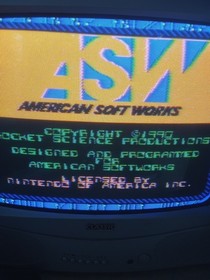 ASW
AMERICAN SOFT WORKS
COPYRIGHT ©1990
OCKET SCIENCE PRODUCTIONS
DESIGNED AND PROGRAMMED
FOR
AMERICAN SOFTWORKS
LICENSED BY
NINTENDO OF AMERICA INC.